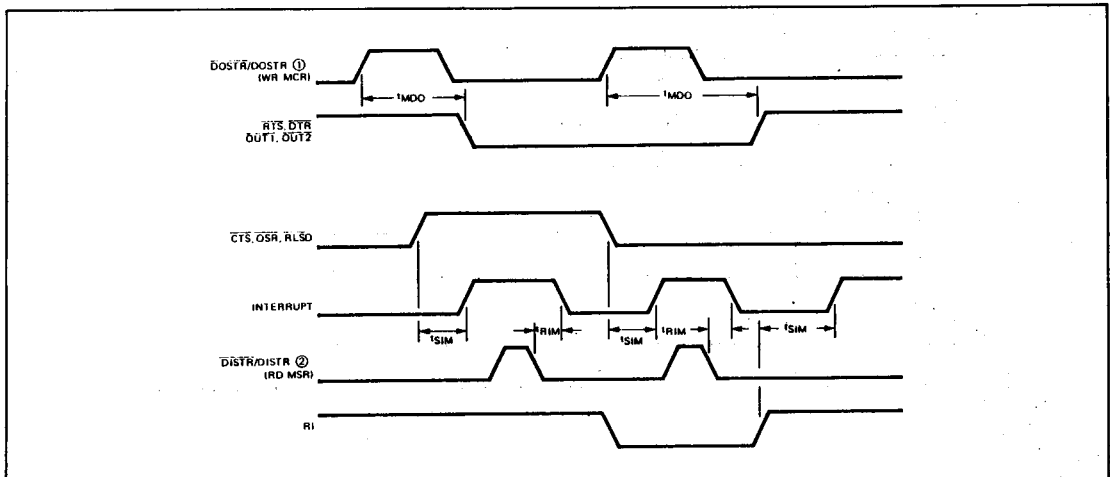 DOSTR/DOSTR ①
(WR MCR)
tMDO
tMDO
RTS, DTR
OUT1, OUT2
CTS, DSR, RLSD
INTERRUPT
tSIM
tRIM
tSIM
tRIM
tSIM
DISTR/DISTR ②
(RD MSR)
RI